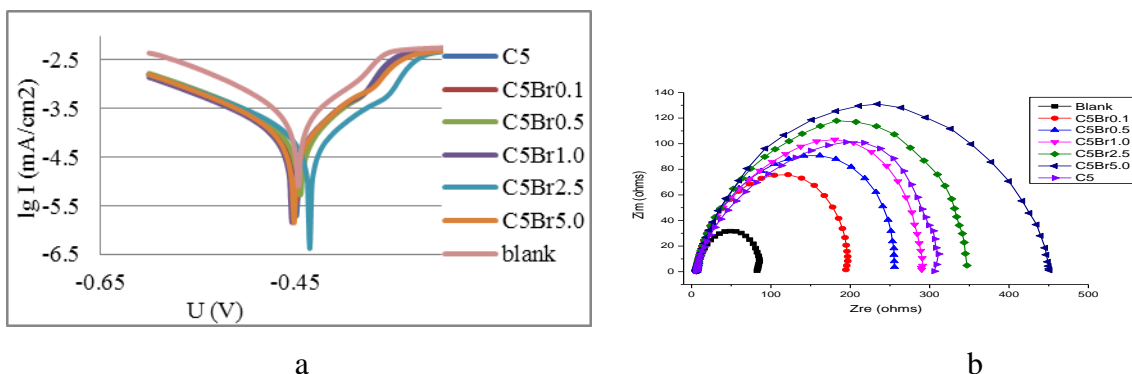 -2.5
-3.5
-4.5
-5.5
-6.5
-0.65
-0.45
lg I (mA/cm2)
U (V)
C5
C5Br0.1
C5Br0.5
C5Br1.0
C5Br2.5
C5Br5.0
blank
a
140
120
100
80
60
40
20
0
0
100
200
300
400
500
Zim (ohms)
Zre (ohms)
Blank
C5Br0.1
C5Br0.5
C5Br1.0
C5Br2.5
C5Br5.0
C5
b